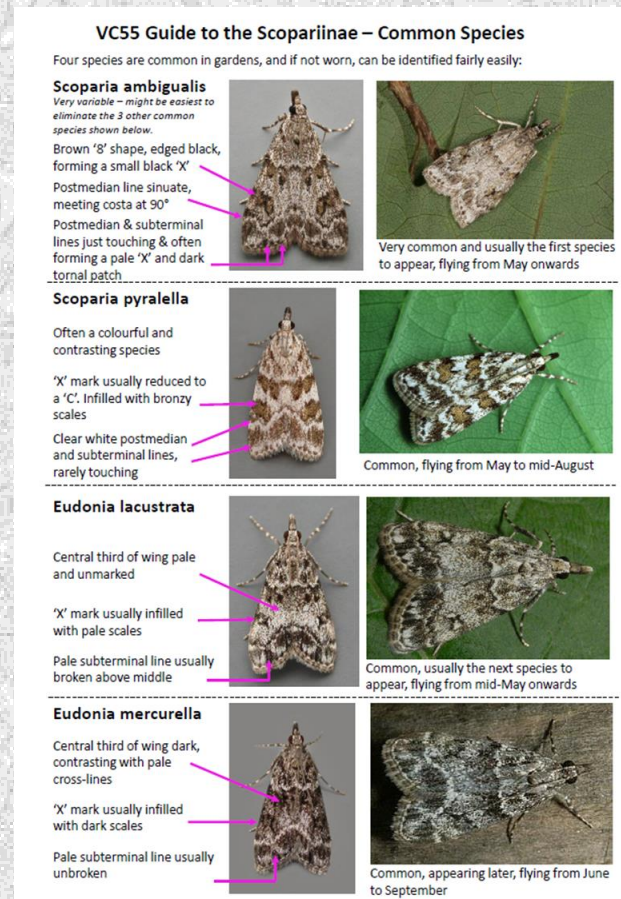 VC55 Guide to the Scopariinae – Common Species
Four species are common in gardens, and if not worn, can be identified fairly easily:
Scoparia ambigualis
Very variable – might be easiest to
eliminate the 3 other common
species shown below.
Brown ‘8’ shape, edged black,
forming a small black ‘X’
Postmedian line sinuate,
meeting costa at 90°
Postmedian & subterminal
lines just touching & often
forming a pale ‘X’ and dark
tornal patch
Very common and usually the first species
to appear, flying from May onwards
Scoparia pyralella
Often a colourful and
contrasting species
‘X’ mark usually reduced to
a ‘C’. Infilled with bronzy
scales
Clear white postmedian
and subterminal lines,
rarely touching
Common, flying from May to mid-August
Eudonia lacustrata
Central third of wing pale
and unmarked
‘X’ mark usually infilled
with pale scales
Pale subterminal line usually
broken above middle
Common, usually the next species to
appear, flying from mid-May onwards
Eudonia mercurella
Central third of wing dark,
contrasting with pale
cross-lines
‘X’ mark usually infilled
with dark scales
Pale subterminal line usually
unbroken
Common, appearing later, flying from June
to September